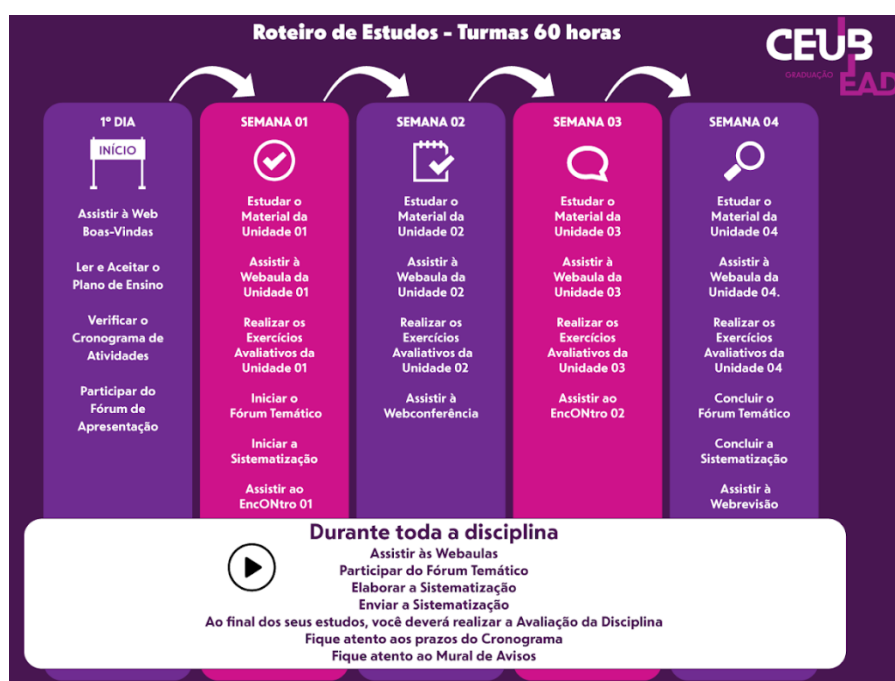 Roteiro de Estudos - Turmas 60 horas
CEUB
GRADUAÇÃO
EAD
1º DIA
INÍCIO
Assistir à Web
Boas-Vindas
Ler e Aceitar o
Plano de Ensino
Verificar o
Cronograma de
Atividades
Participar do
Fórum de
Apresentação
SEMANA 01
Estudar o
Material da
Unidade 01
Assistir à
Webaula da
Unidade 01
Realizar os
Exercícios
Avaliativos da
Unidade 01
Iniciar o
Fórum Temático
Iniciar a
Sistematização
Assistir ao
EncONtro 01
SEMANA 02
Estudar o
Material da
Unidade 02
Assistir à
Webaula da
Unidade 02
Realizar os
Exercícios
Avaliativos da
Unidade 02
Assistir à
Webconferência
SEMANA 03
Estudar o
Material da
Unidade 03
Assistir à
Webaula da
Unidade 03
Realizar os
Exercícios
Avaliativos da
Unidade 03
Assistir ao
EncONtro 02
SEMANA 04
Estudar o
Material da
Unidade 04
Assistir à
Webaula da
Unidade 04.
Realizar os
Exercícios
Avaliativos da
Unidade 04
Concluir o
Fórum Temático
Concluir a
Sistematização
Assistir à
Webrevisão
Durante toda a disciplina
Assistir às Webaulas
Participar do Fórum Temático
Elaborar a Sistematização
Enviar a Sistematização
Ao final dos seus estudos, você deverá realizar a Avaliação da Disciplina
Fique atento aos prazos do Cronograma
Fique atento ao Mural de Avisos